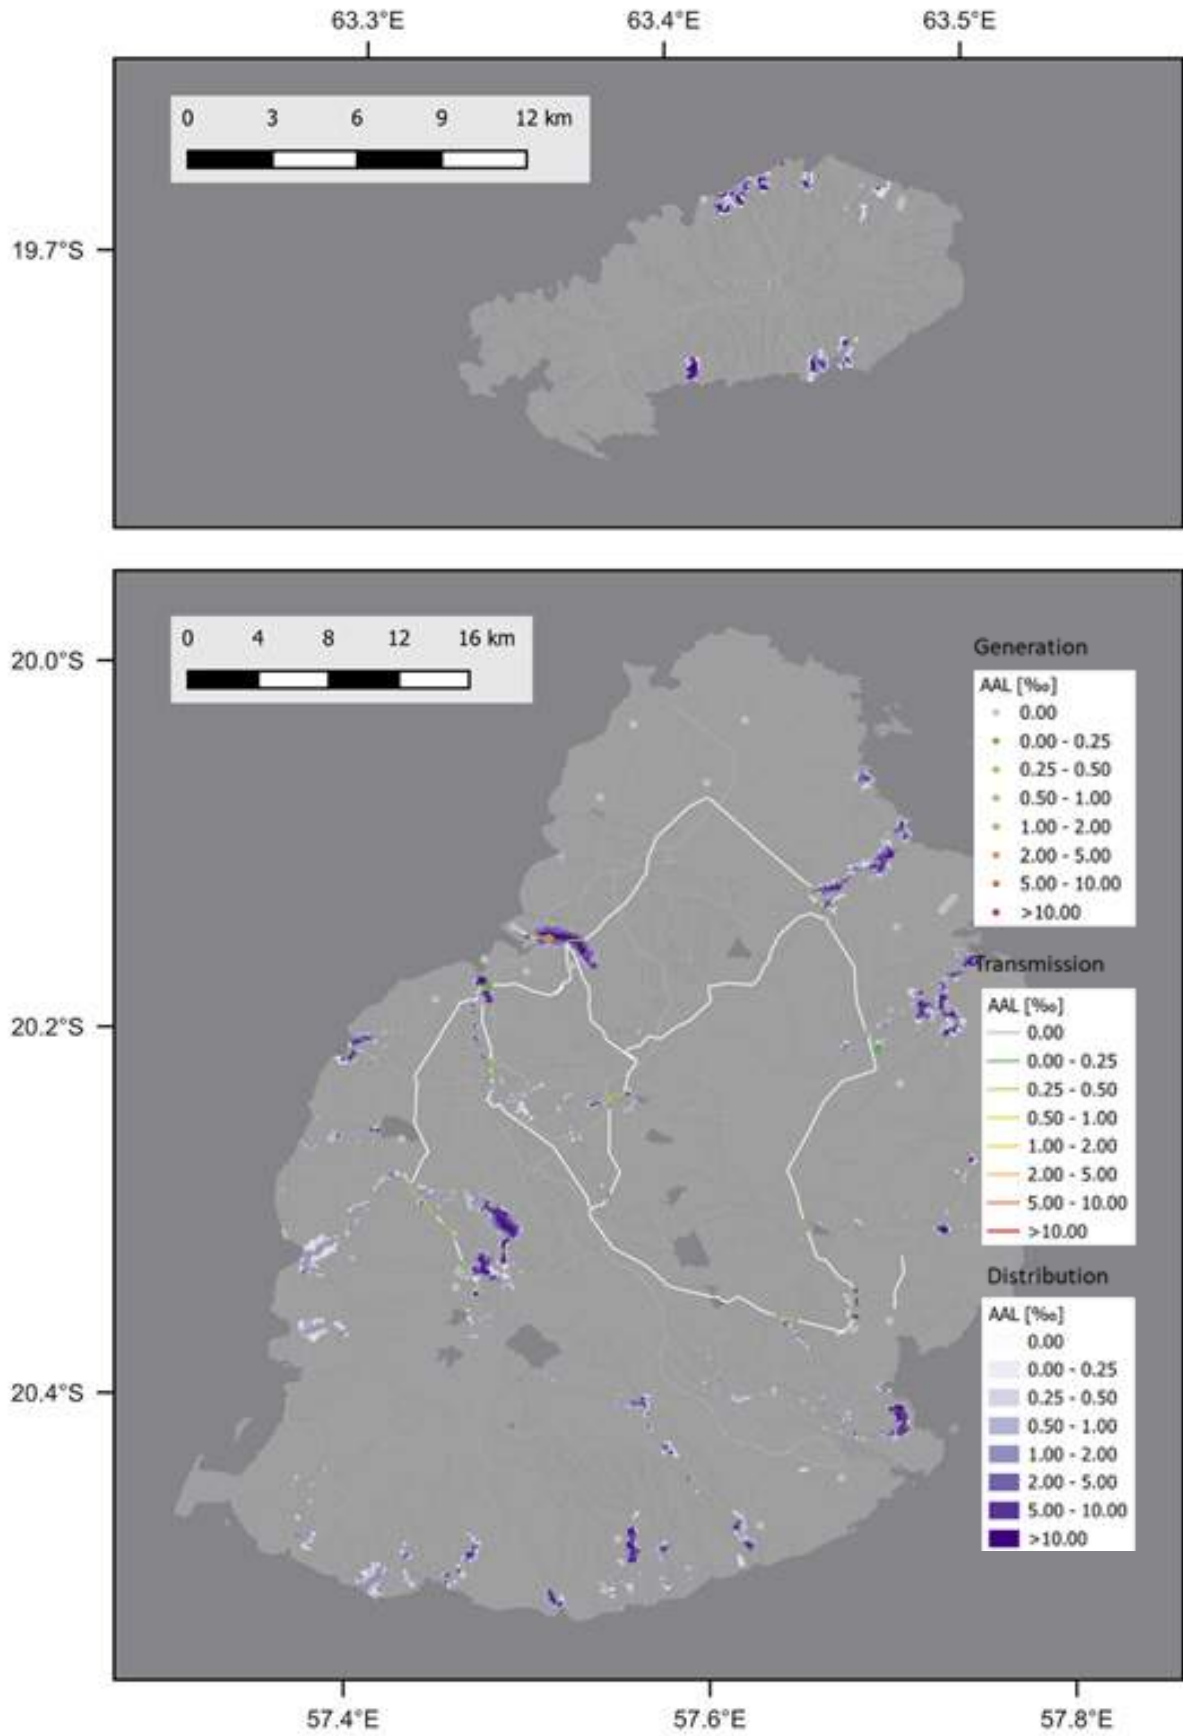 63.3°E 63.4°E 63.5°E
0 3 6 9 12 km
19.7°S
0 4 8 12 16 km
20.0°S
20.2°S
20.4°S
Generation
AAL [‰]
0.00
0.00 - 0.25
0.25 - 0.50
0.50 - 1.00
1.00 - 2.00
2.00 - 5.00
5.00 - 10.00
>10.00
Transmission
AAL [‰]
0.00
0.00 - 0.25
0.25 - 0.50
0.50 - 1.00
1.00 - 2.00
2.00 - 5.00
5.00 - 10.00
>10.00
Distribution
AAL [‰]
0.00
0.00 - 0.25
0.25 - 0.50
0.50 - 1.00
1.00 - 2.00
2.00 - 5.00
5.00 - 10.00
>10.00
57.4°E 57.6°E 57.8°E